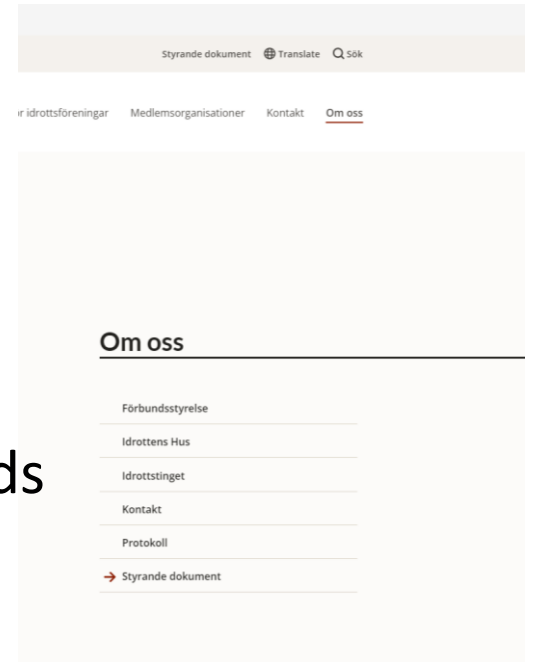 Styrande dokument Translate Sök
idrottsföreningar Medlemsorganisationer Kontakt Om oss
Om oss
Förbundsstyrelse
Idrottens Hus
ds
Idrottstinget
Kontakt
Protokoll
Styrande dokument